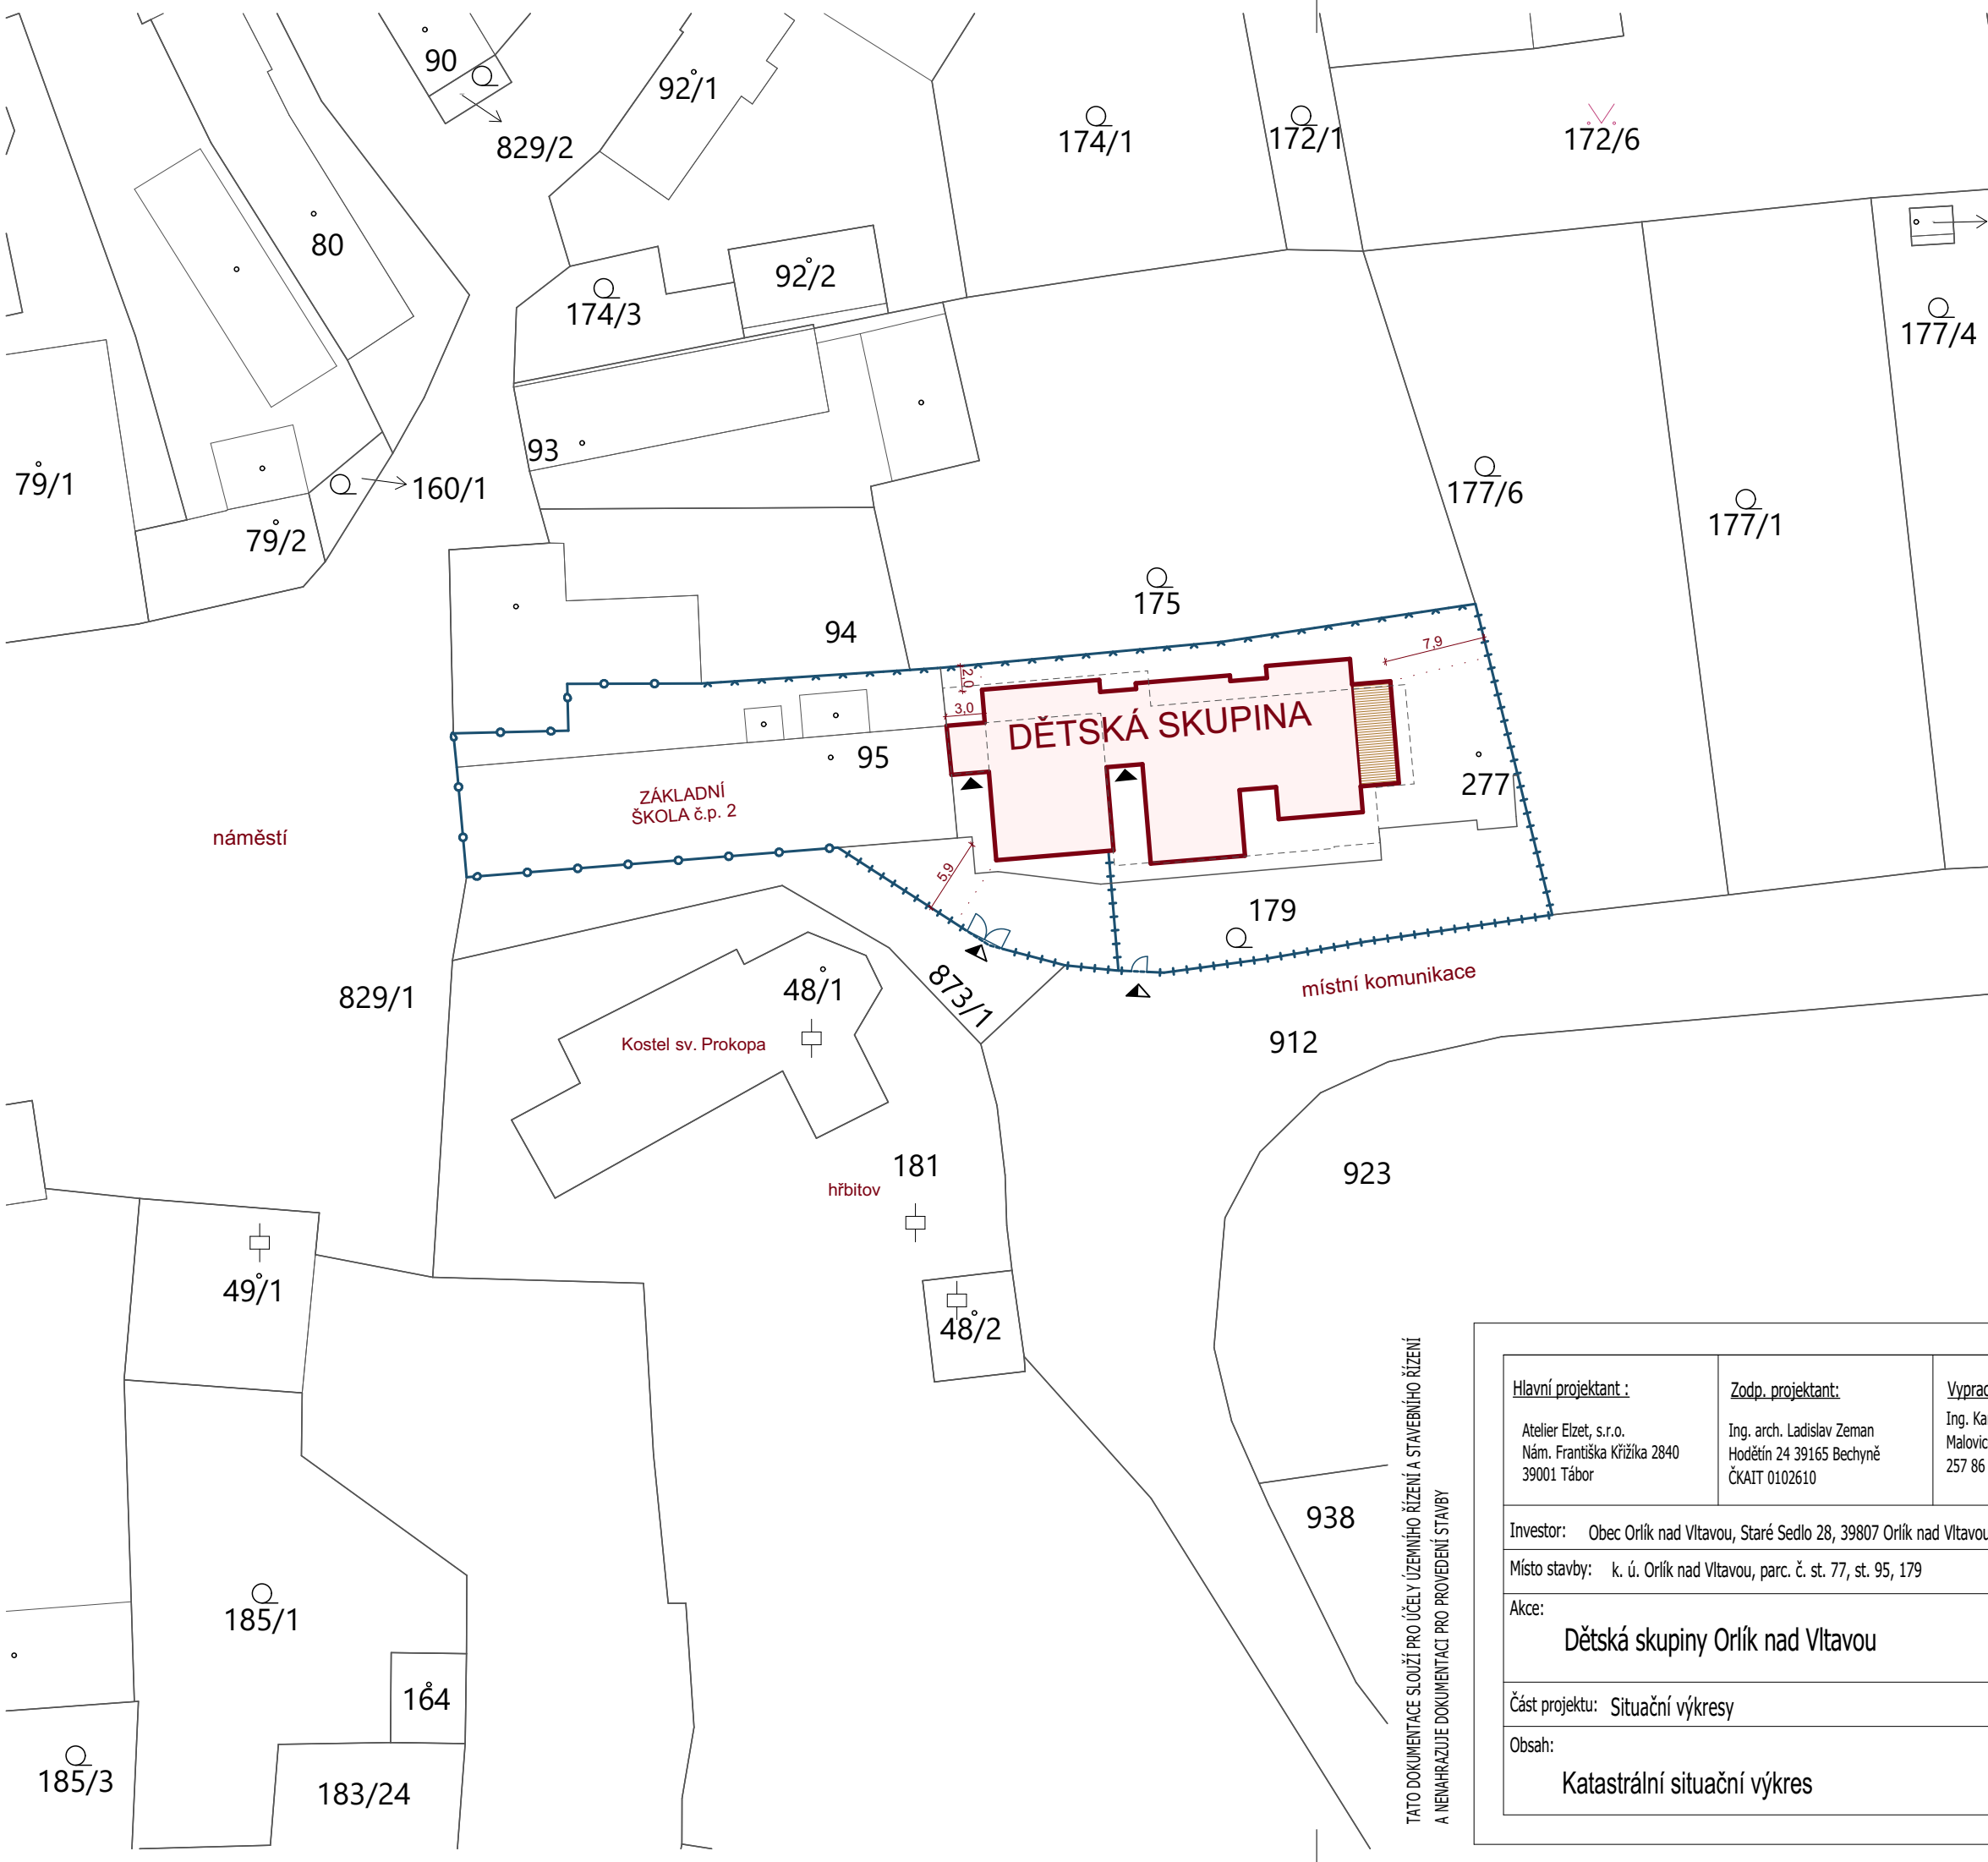 90
92/1
829/2
174/1
172/1
172/6
80
92/2
174/3
177/4
93
79/1
160/1
79/2
177/6
177/1
175
94
7,9
2,0
3,0
DĚTSKÁ SKUPINA
95
277
ZÁKLADNÍ
ŠKOLA č.p. 2
náměstí
5,9
179
829/1
48/1
873/1
místní komunikace
Kostel sv. Prokopa
912
181
hřbitov
923
49/1
48/2
938
185/1
164
185/3
183/24
TATO DOKUMENTACE SLOUŽÍ PRO ÚČELY ÚZEMNÍHO ŘÍZENÍ A STAVEBNÍHO ŘÍZENÍ
A NENAHRAZUJE DOKUMENTACI PRO PROVEDENÍ STAVBY
Hlavní projektant :
Atelier Elzet, s.r.o.
Nám. Františka Křižíka 2840
39001 Tábor
Zodp. projektant:
Ing. arch. Ladislav Zeman
Hodětín 24 39165 Bechyně
ČKAIT 0102610
Vyprac
Ing. Ka
Malovic
257 86
Investor: Obec Orlík nad Vltavou, Staré Sedlo 28, 39807 Orlík nad Vltavou
Místo stavby: k. ú. Orlík nad Vltavou, parc. č. st. 77, st. 95, 179
Akce:
Dětská skupiny Orlík nad Vltavou
Část projektu: Situační výkresy
Obsah:
Katastrální situační výkres